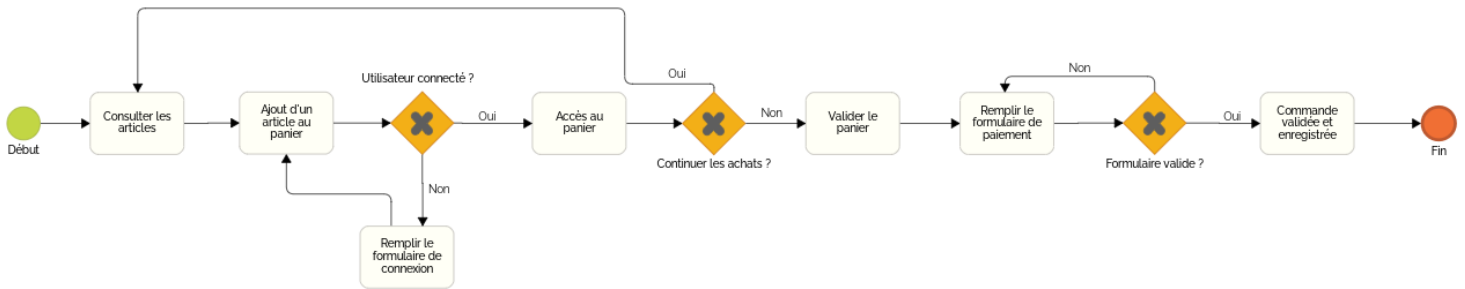 Début
Consulter les
articles
Ajout d'un
article au
panier
Utilisateur connecté ?
Oui
Non
Remplir le
formulaire de
connexion
Accès au
panier
Oui
Continuer les achats ?
Non
Valider le
panier
Remplir le
formulaire de
paiement
Non
Formulaire valide ?
Oui
Commande
validée et
enregistrée
Fin